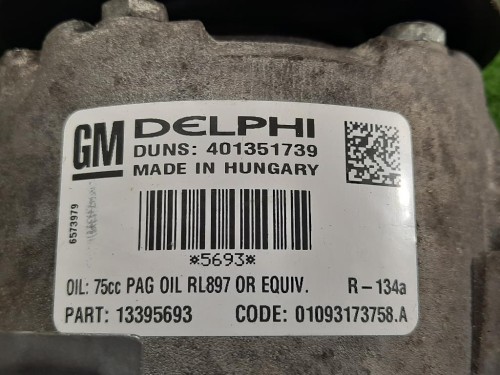 GM DELPHI
DUNS: 401351739
MADE IN HUNGARY
6573979
*5693*
OIL: 75cc PAG OIL RL897 OR EQUIV. R-134a
PART: 13395693 CODE: 01093173758.A